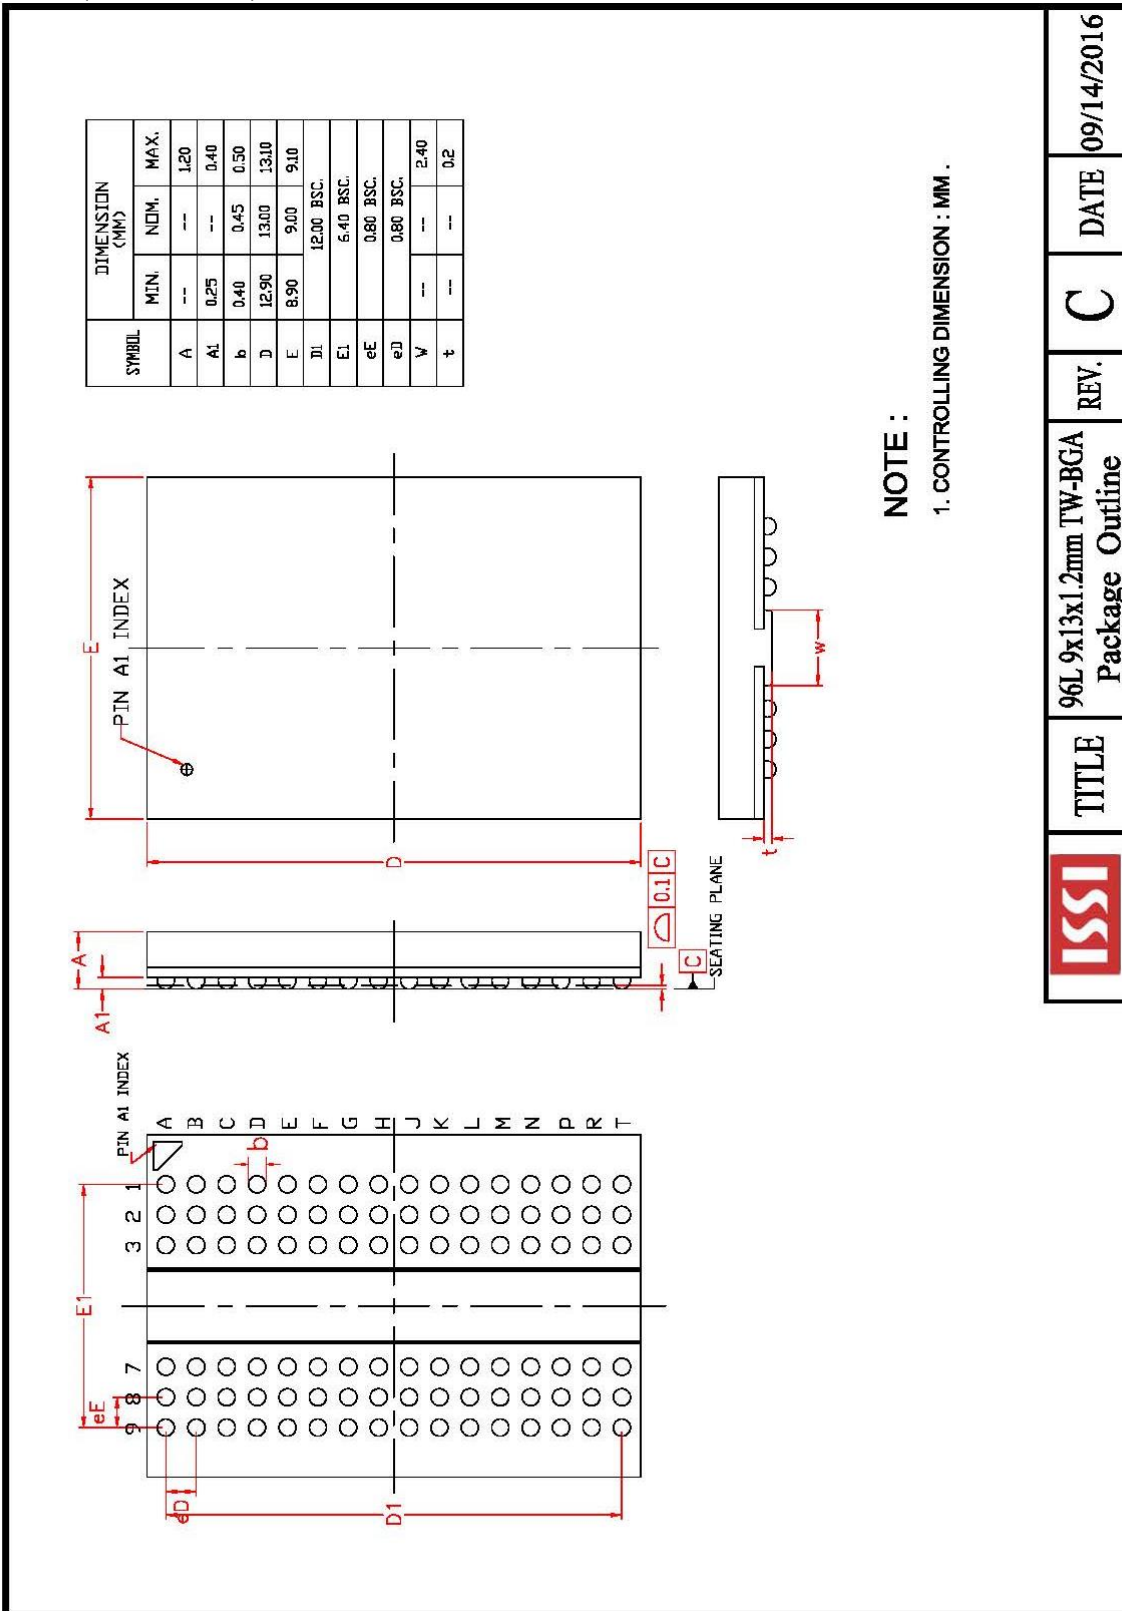 DIMENSION
(MM)
SYMBOL MIN. NOM. MAX.
A -- -- 1.20
A1 0.25 -- 0.40
b 0.40 0.45 0.50
D 12.90 13.00 13.10
E 8.90 9.00 9.10
D1 12.00 BSC.
E1 6.40 BSC.
eE 0.80 BSC.
eD 0.80 BSC.
W -- -- 2.40
t -- -- 0.2
E
PIN A1 INDEX
D
A
A1
0.1 C
C
SEATING PLANE
w
t
PIN A1 INDEX
E1
eE
9 8 7 3 2 1
A
B
C
D
E
F
G
H
J
K
L
M
N
P
R
T
b
eD
D1
NOTE :
1. CONTROLLING DIMENSION : MM .
ISSI
TITLE
96L 9x13x1.2mm TW-BGA
Package Outline
REV.
C
DATE
09/14/2016